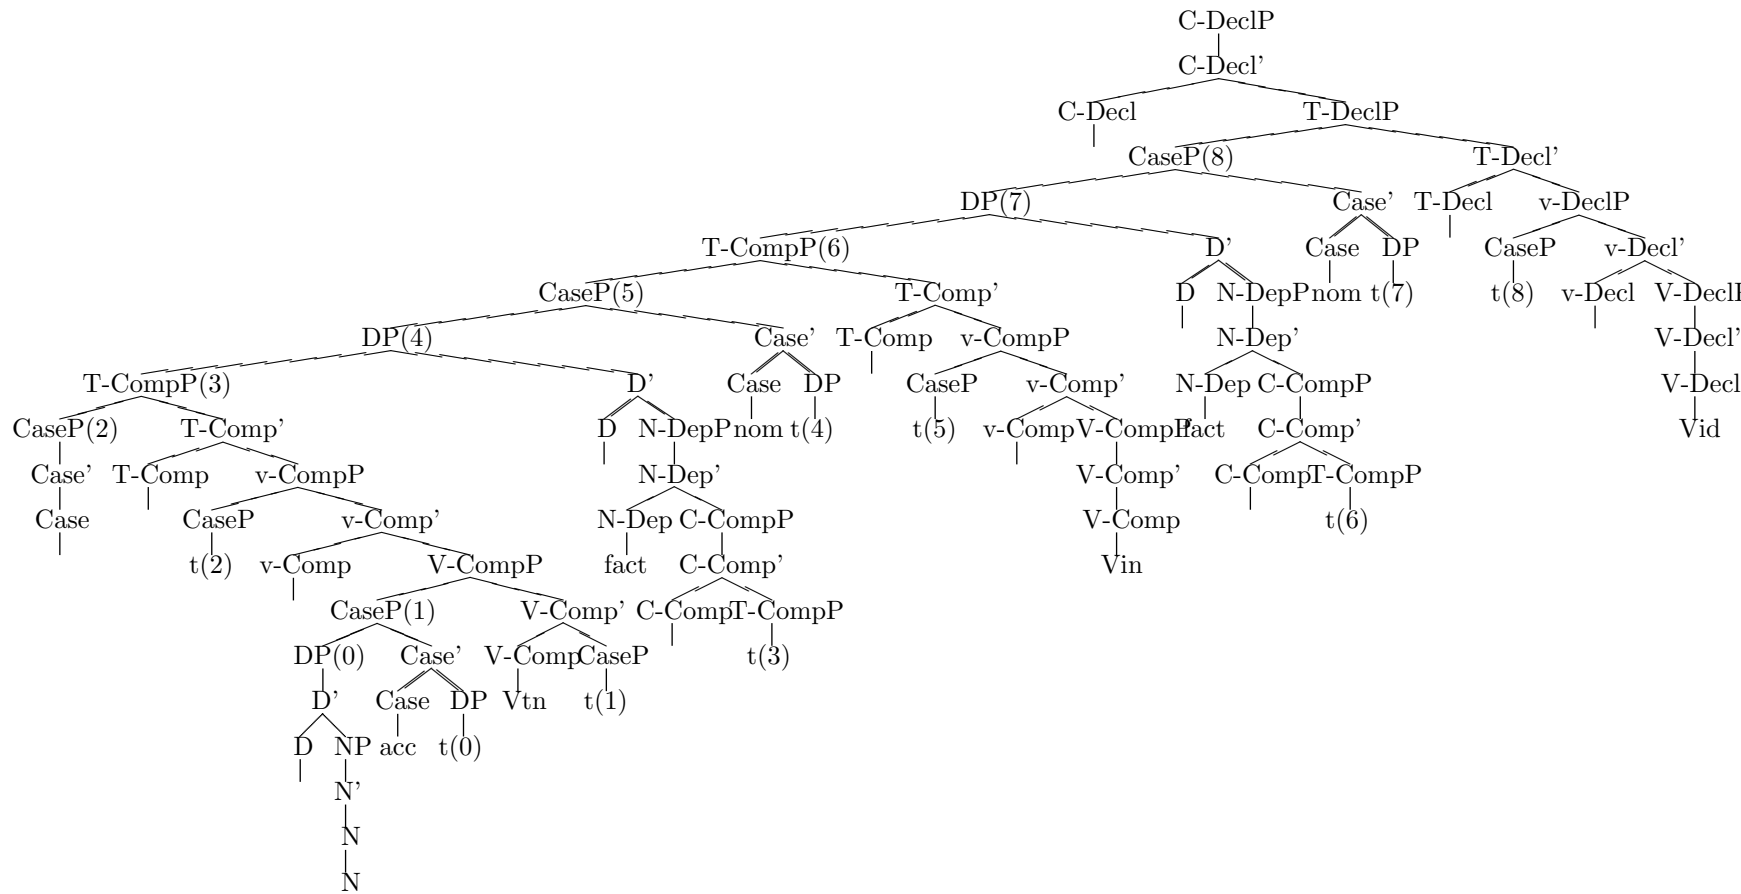 C-DeclP
C-Decl'
C-Decl T-DeclP
CaseP(8) T-Decl'
DP(7) Case' T-Decl v-DeclP
T-CompP(6) D' Case DP CaseP v-Decl'
CaseP(5) T-Comp' D N-DepP nom t(7) t(8) v-Decl V-DeclP
DP(4) Case' T-Comp v-CompP N-Dep' V-Decl'
T-CompP(3) D' Case DP CaseP v-Comp' N-Dep C-CompP V-Decl
CaseP(2) T-Comp' D N-DepP nom t(4) t(5) v-Comp V-CompP fact C-Comp' Vid
Case' T-Comp v-CompP N-Dep' V-Comp' C-Comp T-CompP
Case CaseP v-Comp' N-Dep C-CompP V-Comp t(6)
t(2) v-Comp V-CompP fact C-Comp' Vin
CaseP(1) V-Comp' C-Comp T-CompP
DP(0) Case' V-Comp CaseP t(3)
D' Case DP Vtn t(1)
D NP acc t(0)
N'
N
N